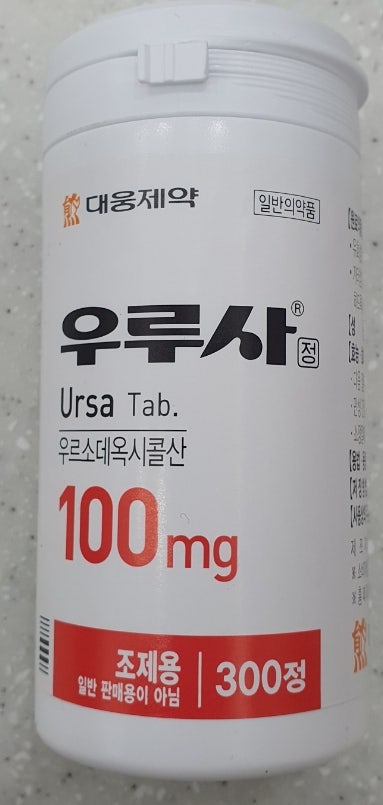 대웅제약
일반의약품
우루사® 정
Ursa Tab.
우르소데옥시콜산
100mg
조제용
일반 판매용이 아님
300정